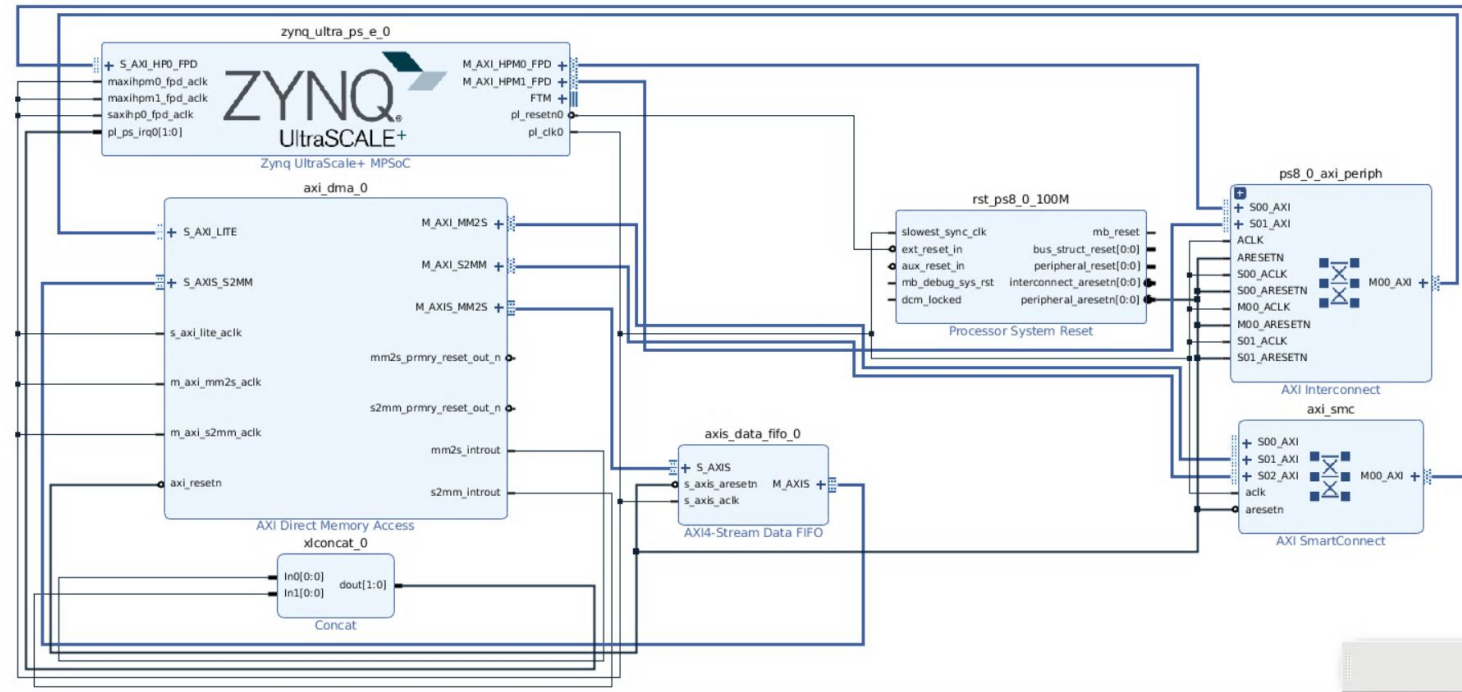 zynq_ultra_ps_e_0
S_AXI_HP0_FPD
maxihpm0_fpd_aclk
maxihpm1_fpd_aclk
saxihp0_fpd_aclk
pl_ps_irq0[1:0]
ZYNQ®
UltraSCALE+
M_AXI_HPM0_FPD
M_AXI_HPM1_FPD
FTM
pl_resetn0
pl_clk0
Zynq UltraScale+ MPSoC
axi_dma_0
S_AXI_LITE
S_AXIS_S2MM
s_axi_lite_aclk
m_axi_mm2s_aclk
m_axi_s2mm_aclk
axi_resetn
M_AXI_MM2S
M_AXI_S2MM
M_AXIS_MM2S
mm2s_prmry_reset_out_n
s2mm_prmry_reset_out_n
mm2s_introut
s2mm_introut
AXI Direct Memory Access
xlconcat_0
In0[0:0]
In1[0:0]
dout[1:0]
Concat
axis_data_fifo_0
S_AXIS
s_axis_aresetn
s_axis_aclk
M_AXIS
AXI4-Stream Data FIFO
rst_ps8_0_100M
slowest_sync_clk
ext_reset_in
aux_reset_in
mb_debug_sys_rst
dcm_locked
mb_reset
bus_struct_reset[0:0]
peripheral_reset[0:0]
interconnect_aresetn[0:0]
peripheral_aresetn[0:0]
Processor System Reset
ps8_0_axi_periph
S00_AXI
S01_AXI
ACLK
ARESETN
S00_ACLK
S00_ARESETN
M00_ACLK
M00_ARESETN
S01_ACLK
S01_ARESETN
M00_AXI
AXI Interconnect
axi_smc
S00_AXI
S01_AXI
S02_AXI
aclk
aresetn
M00_AXI
AXI SmartConnect